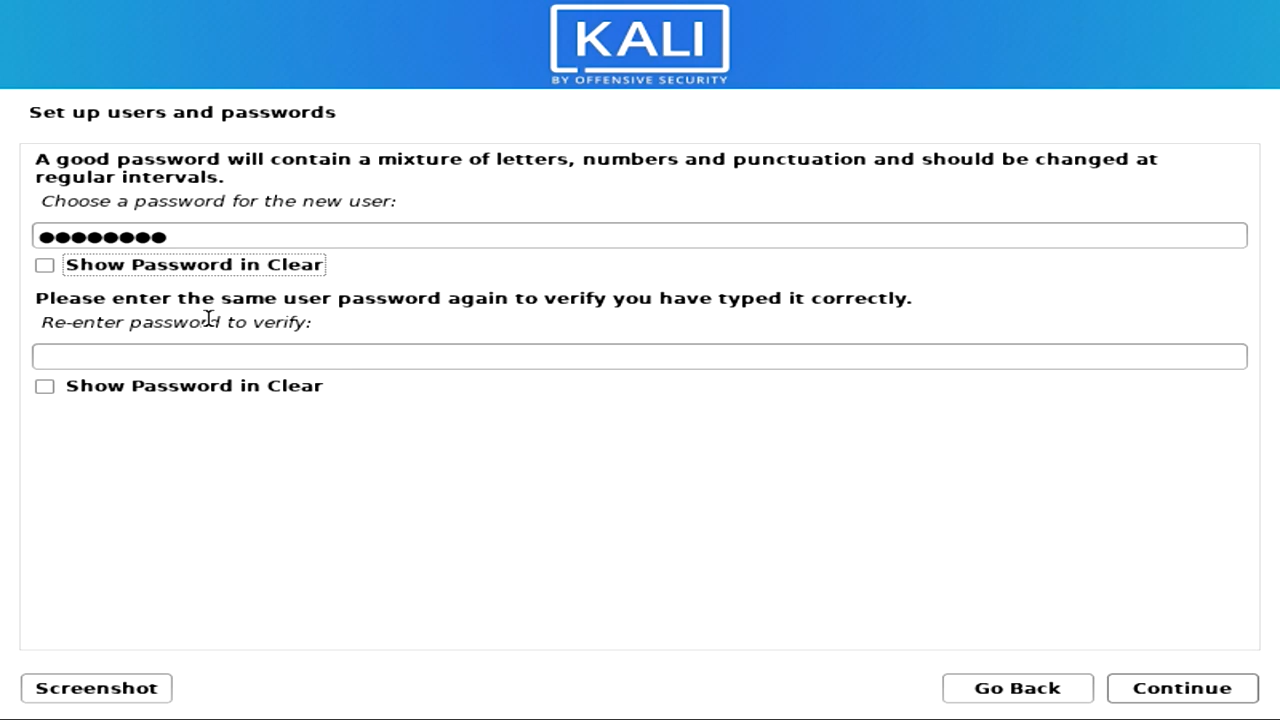 KALI
BY OFFENSIVE SECURITY
Set up users and passwords
A good password will contain a mixture of letters, numbers and punctuation and should be changed at
regular intervals.
Choose a password for the new user:
●●●●●●●●
Show Password in Clear
Please enter the same user password again to verify you have typed it correctly.
Re-enter password to verify:
Show Password in Clear
Screenshot
Go Back
Continue